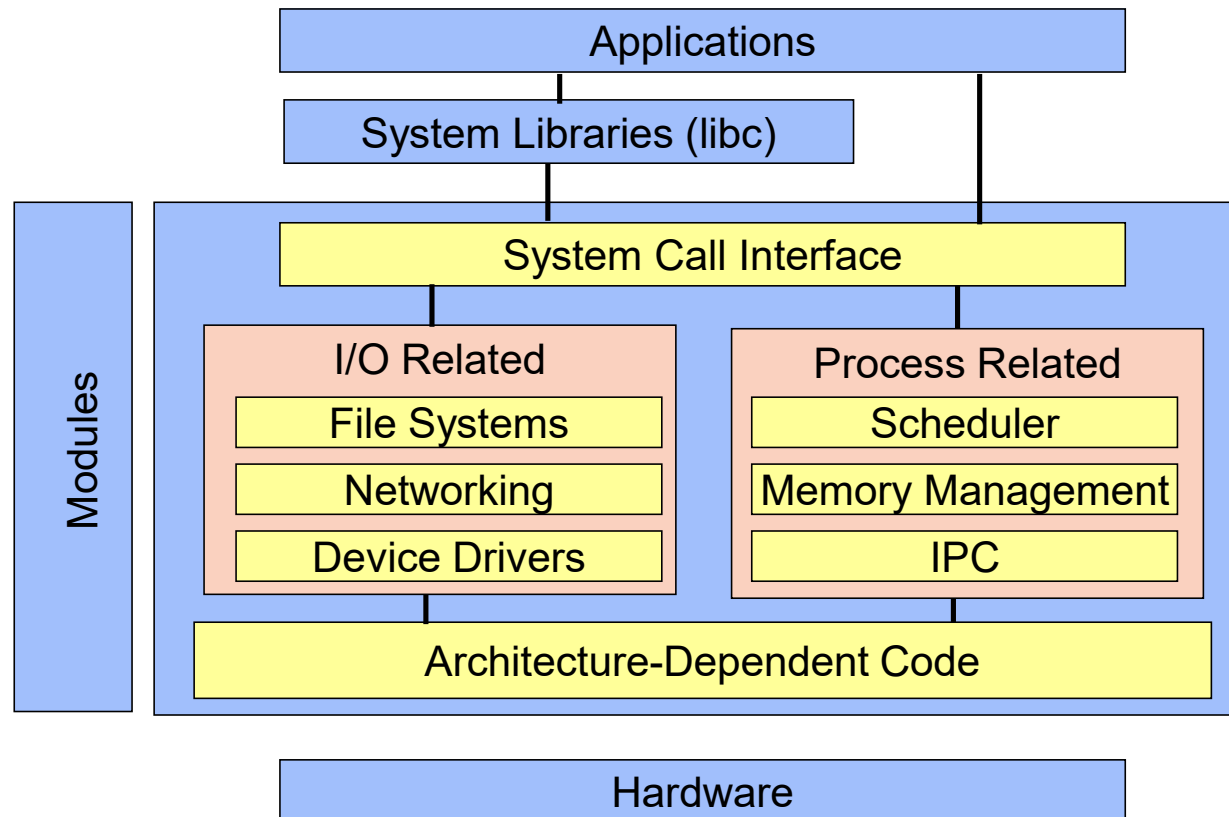 Applications
System Libraries (libc)
Modules
System Call Interface
I/O Related
File Systems
Networking
Device Drivers
Process Related
Scheduler
Memory Management
IPC
Architecture-Dependent Code
Hardware